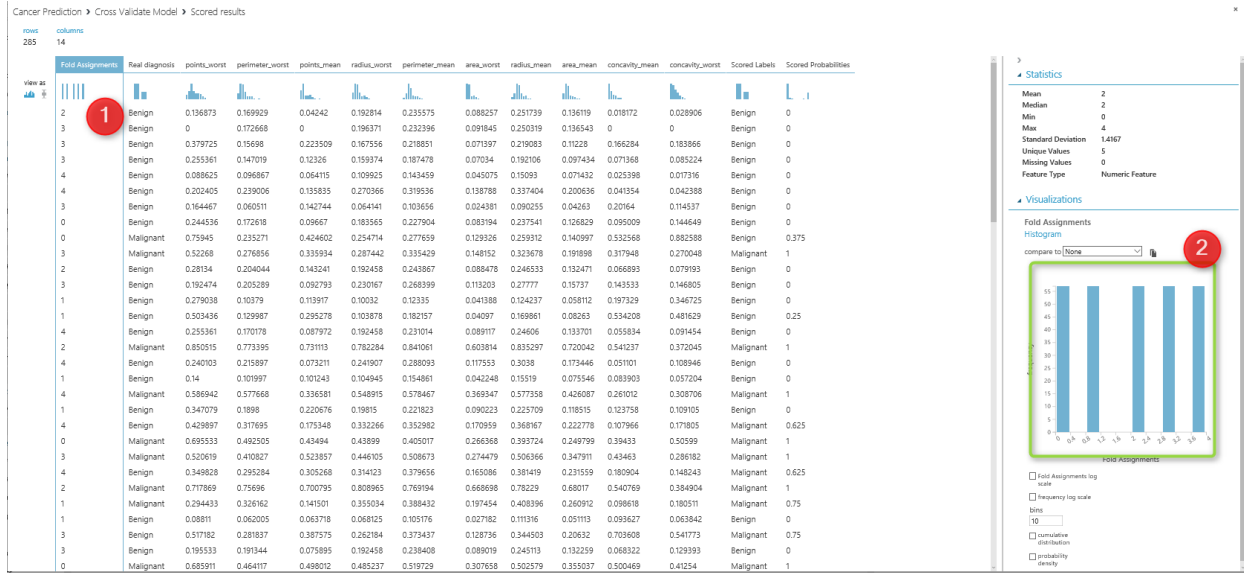 Cancer Prediction > Cross Validate Model > Scored results
×
rows columns
285 14
view as
Fold Assignments Real diagnosis points_worst perimeter_worst points_mean radius_worst perimeter_mean area_worst radius_mean area_mean concavity_mean concavity_worst Scored Labels Scored Probabilities
1
2 Benign 0.136873 0.169929 0.04242 0.192814 0.235575 0.088257 0.251739 0.136119 0.018172 0.028906 Benign 0
3 Benign 0 0.172668 0 0.196371 0.232396 0.091845 0.250319 0.136543 0 0 Benign 0
3 Benign 0.379725 0.15698 0.223509 0.167556 0.218851 0.071397 0.219083 0.11228 0.166284 0.183866 Benign 0
3 Benign 0.255361 0.147019 0.12326 0.159374 0.187478 0.07034 0.192106 0.097434 0.071368 0.085224 Benign 0
4 Benign 0.088625 0.096867 0.064115 0.109925 0.143459 0.045075 0.15093 0.071432 0.025398 0.017316 Benign 0
4 Benign 0.202405 0.239006 0.135835 0.270366 0.319536 0.138788 0.337404 0.200636 0.041354 0.042388 Benign 0
3 Benign 0.164467 0.060511 0.142744 0.064141 0.103656 0.024381 0.090255 0.04263 0.20164 0.114537 Benign 0
0 Benign 0.244536 0.172618 0.09667 0.183565 0.227904 0.083194 0.237541 0.126829 0.095009 0.144649 Benign 0
0 Malignant 0.75945 0.235271 0.424602 0.254714 0.277659 0.129326 0.259312 0.140997 0.532568 0.882588 Benign 0.375
3 Malignant 0.52268 0.276856 0.335934 0.287442 0.335429 0.148152 0.323678 0.191898 0.317948 0.270048 Malignant 1
2 Benign 0.28134 0.204044 0.143241 0.192458 0.243867 0.088478 0.246533 0.132471 0.066893 0.079193 Benign 0
3 Benign 0.192474 0.205289 0.092793 0.230167 0.268399 0.113203 0.27777 0.15737 0.143533 0.146805 Benign 0
1 Benign 0.279038 0.10379 0.113917 0.10032 0.12335 0.041388 0.124237 0.058112 0.197329 0.346725 Benign 0
1 Benign 0.503436 0.129987 0.295278 0.103878 0.182157 0.04097 0.169861 0.08263 0.534208 0.481629 Benign 0.25
4 Benign 0.255361 0.170178 0.087972 0.192458 0.231014 0.089117 0.24606 0.133701 0.055834 0.091454 Benign 0
2 Malignant 0.850515 0.773395 0.731113 0.782284 0.841061 0.603814 0.835297 0.720042 0.541237 0.372045 Malignant 1
4 Benign 0.240103 0.215897 0.073211 0.241907 0.288093 0.117553 0.3038 0.173446 0.051101 0.108946 Benign 0
1 Benign 0.14 0.101997 0.101243 0.104945 0.154861 0.042248 0.15519 0.075546 0.083903 0.057204 Benign 0
4 Malignant 0.586942 0.577668 0.336581 0.548915 0.578467 0.369347 0.577358 0.426087 0.261012 0.308706 Malignant 1
1 Benign 0.347079 0.1898 0.220676 0.19815 0.221823 0.090223 0.225709 0.118515 0.123758 0.109105 Benign 0
4 Benign 0.429897 0.317695 0.175348 0.332266 0.352982 0.170959 0.368167 0.222778 0.107966 0.171805 Malignant 0.625
0 Malignant 0.695533 0.492505 0.43494 0.43899 0.405017 0.266368 0.393724 0.249799 0.39433 0.50599 Malignant 1
3 Malignant 0.520619 0.410827 0.523857 0.446105 0.508673 0.274479 0.506366 0.347911 0.43463 0.286182 Malignant 1
4 Benign 0.349828 0.295284 0.305268 0.314123 0.379656 0.165086 0.381419 0.231559 0.180904 0.148243 Malignant 0.625
2 Malignant 0.717869 0.75696 0.700795 0.808965 0.769194 0.668698 0.78229 0.68017 0.540769 0.384349 Malignant 1
1 Malignant 0.294433 0.326162 0.141501 0.355034 0.388432 0.197454 0.408396 0.260912 0.098618 0.180511 Malignant 0.75
1 Benign 0.08811 0.062005 0.063718 0.068125 0.105176 0.027182 0.111316 0.051113 0.093627 0.063842 Benign 0
3 Benign 0.517182 0.281837 0.387575 0.262184 0.373437 0.128736 0.344503 0.20632 0.703608 0.541773 Malignant 0.75
3 Benign 0.195533 0.191344 0.075895 0.192458 0.238408 0.089019 0.245113 0.132259 0.068322 0.129393 Benign 0
0 Malignant 0.685911 0.464117 0.498012 0.485237 0.519729 0.307658 0.502579 0.355037 0.500469 0.41254 Malignant 1
Statistics
Mean 2
Median 2
Min 0
Max 4
Standard Deviation 1.4167
Unique Values 5
Missing Values 0
Feature Type Numeric Feature
Visualizations
Fold Assignments
Histogram
compare to None
2
55
50
45
40
35
30
25
20
15
10
5
0
Frequency
0 0.4 0.8 1.2 1.6 2 2.4 2.8 3.2 3.6 4
Fold Assignments
Fold Assignments log
scale
frequency log scale
bins
10
cumulative
distribution
probability
density